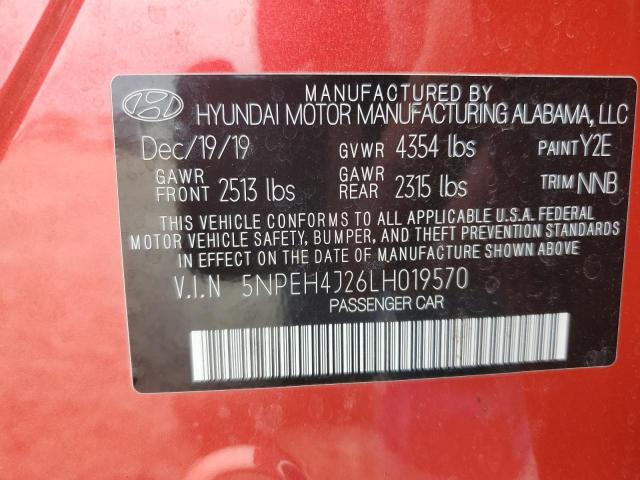 MANUFACTURED BY
HYUNDAI MOTOR MANUFACTURING ALABAMA, LLC
Dec/19/19 GVWR 4354 lbs PAINT Y2E
GAWR FRONT 2513 lbs GAWR REAR 2315 lbs TRIM NNB
THIS VEHICLE CONFORMS TO ALL APPLICABLE U.S.A. FEDERAL
MOTOR VEHICLE SAFETY, BUMPER, AND THEFT PREVENTION STANDARDS
IN EFFECT ON THE DATE OF MANUFACTURE SHOWN ABOVE
V.I.N 5NPEH4J26LH019570
PASSENGER CAR